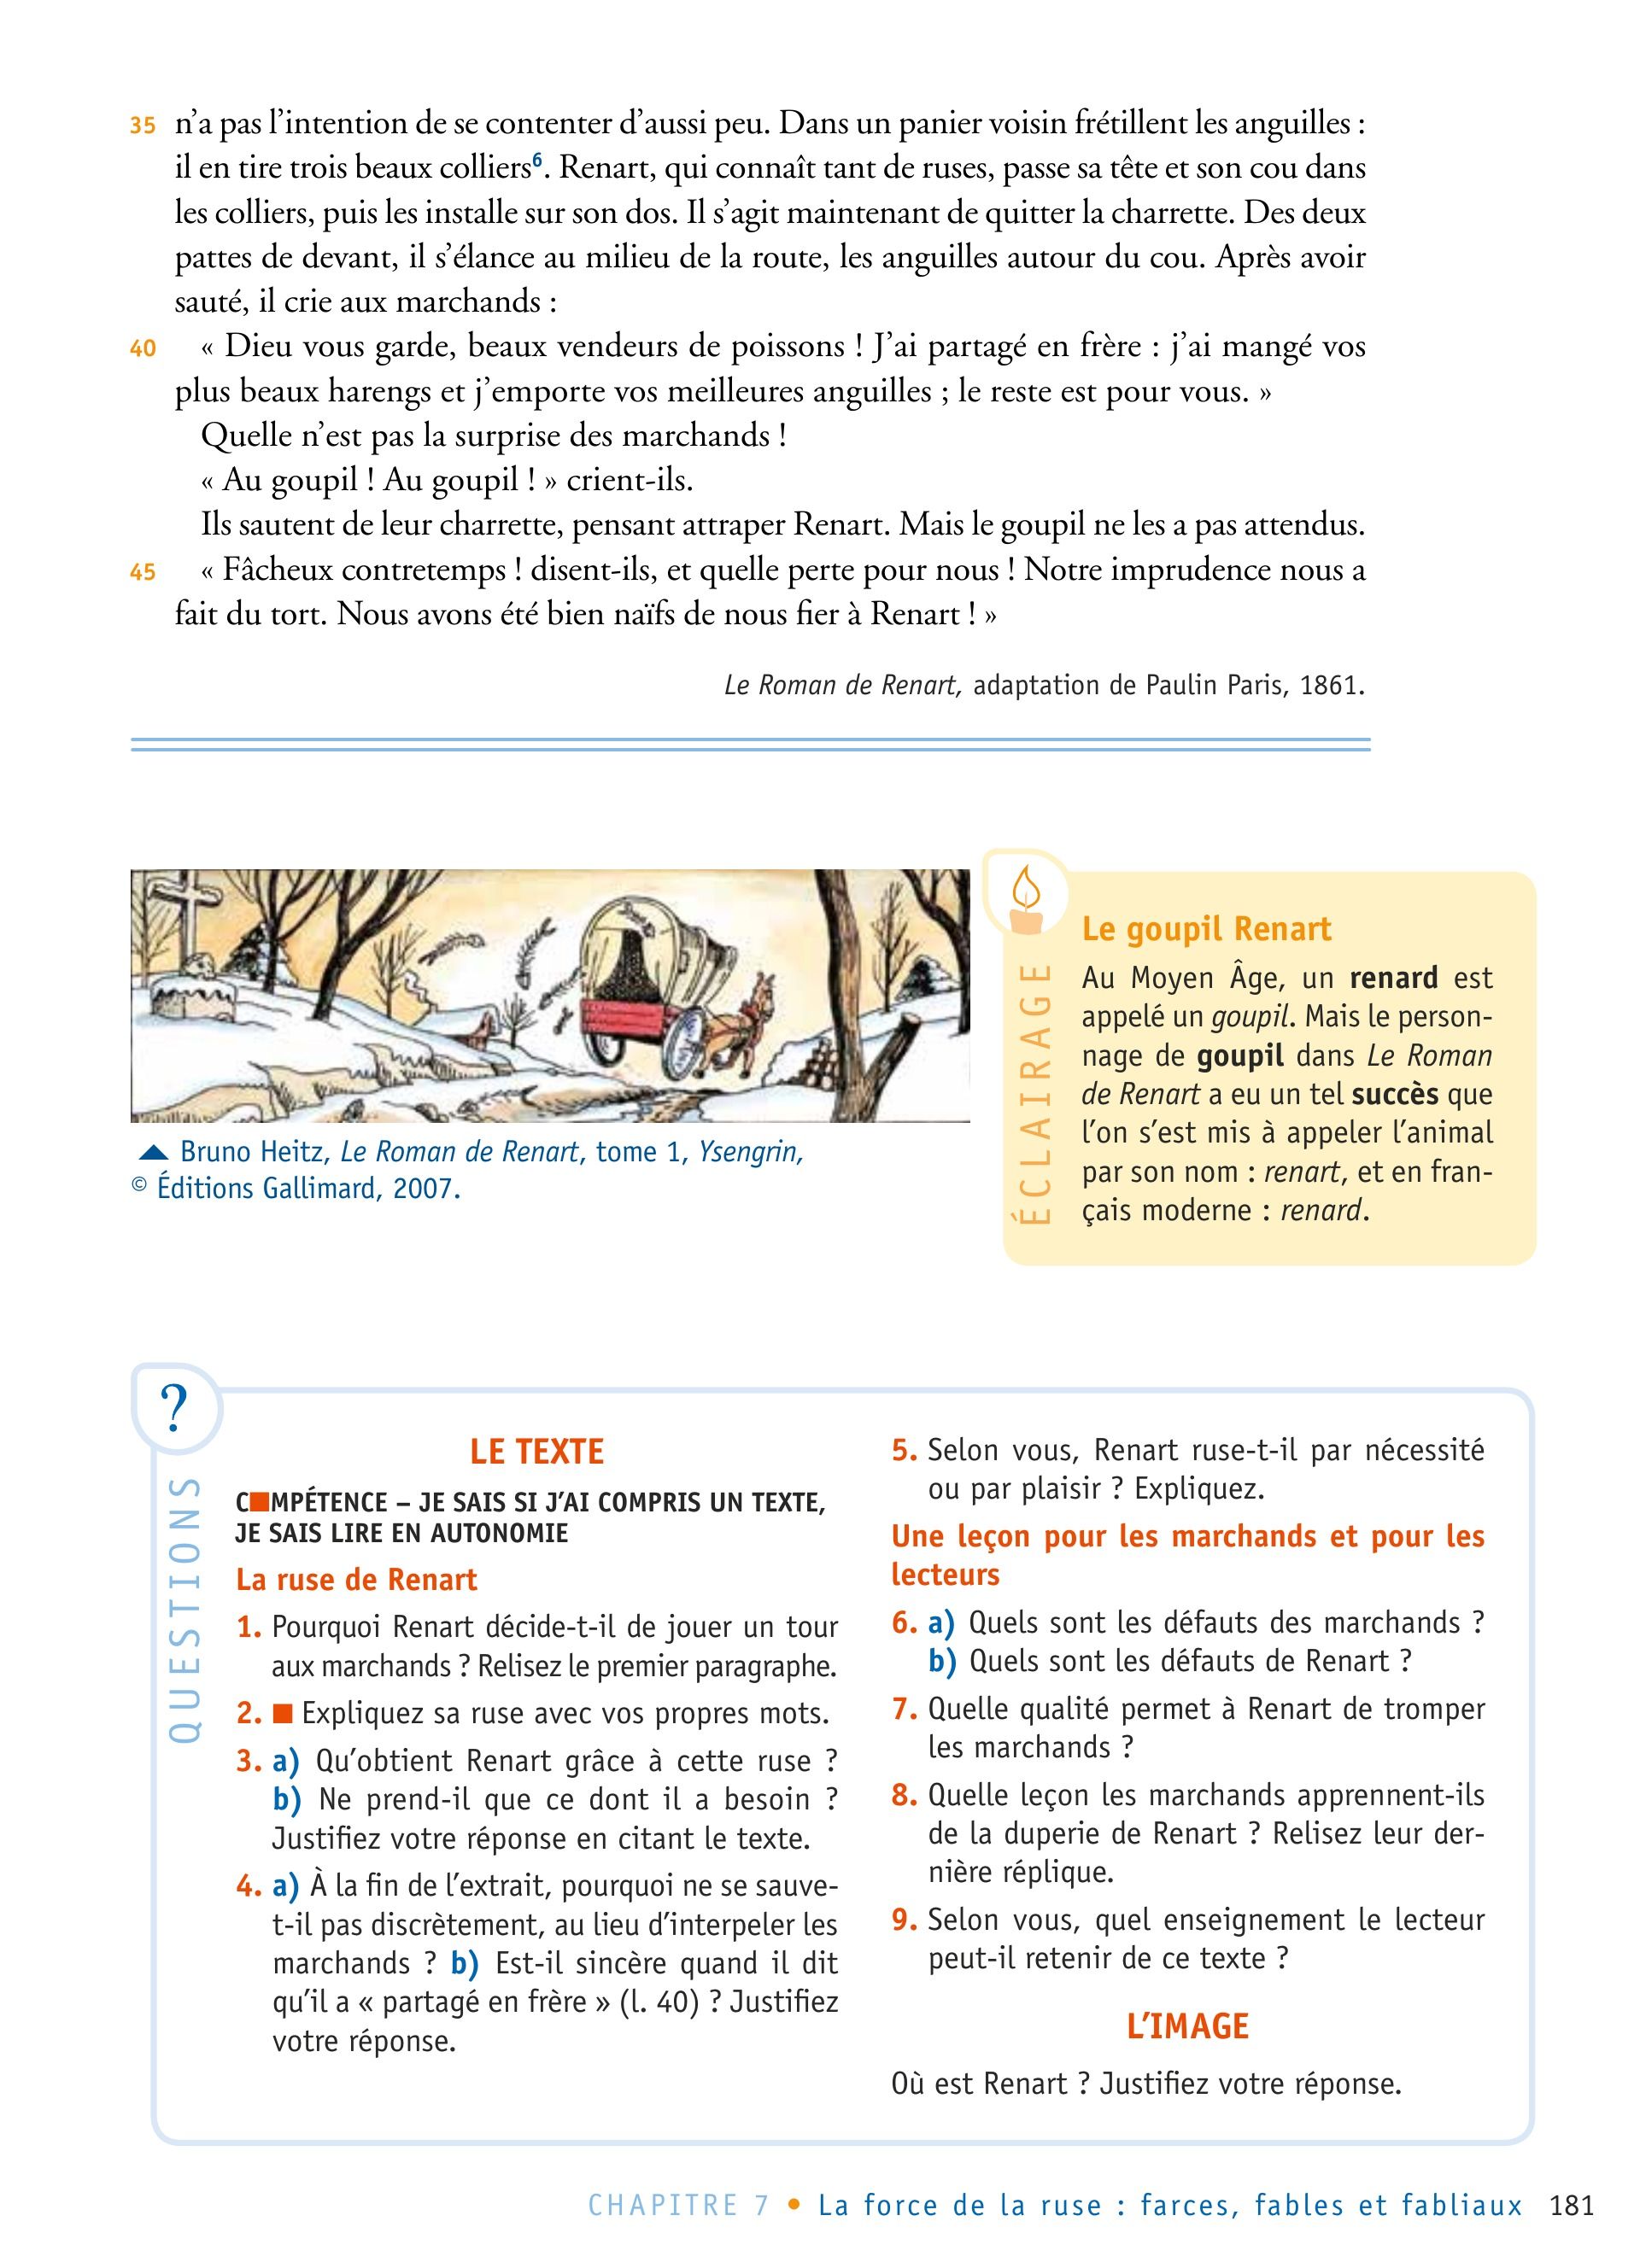 35 n’a pas l’intention de se contenter d’aussi peu. Dans un panier voisin frétillent les anguilles :
il en tire trois beaux colliers⁶. Renart, qui connaît tant de ruses, passe sa tête et son cou dans
les colliers, puis les installe sur son dos. Il s’agit maintenant de quitter la charrette. Des deux
pattes de devant, il s’élance au milieu de la route, les anguilles autour du cou. Après avoir
sauté, il crie aux marchands :
40 « Dieu vous garde, beaux vendeurs de poissons ! J’ai partagé en frère : j’ai mangé vos
plus beaux harengs et j’emporte vos meilleures anguilles ; le reste est pour vous. »
Quelle n’est pas la surprise des marchands !
« Au goupil ! Au goupil ! » crient-ils.
Ils sautent de leur charrette, pensant attraper Renart. Mais le goupil ne les a pas attendus.
45 « Fâcheux contretemps ! disent-ils, et quelle perte pour nous ! Notre imprudence nous a
fait du tort. Nous avons été bien naïfs de nous fier à Renart ! »
Le Roman de Renart, adaptation de Paulin Paris, 1861.
Bruno Heitz, Le Roman de Renart, tome 1, Ysengrin,
© Éditions Gallimard, 2007.
ÉCLAIRAGE
Le goupil Renart
Au Moyen Âge, un renard est
appelé un goupil. Mais le person-
nage de goupil dans Le Roman
de Renart a eu un tel succès que
l’on s’est mis à appeler l’animal
par son nom : renart, et en fran-
çais moderne : renard.
?
QUESTIONS
LE TEXTE
C■MPÉTENCE – JE SAIS SI J’AI COMPRIS UN TEXTE,
JE SAIS LIRE EN AUTONOMIE
La ruse de Renart
1. Pourquoi Renart décide-t-il de jouer un tour
aux marchands ? Relisez le premier paragraphe.
2. ■ Expliquez sa ruse avec vos propres mots.
3. a) Qu’obtient Renart grâce à cette ruse ?
b) Ne prend-il que ce dont il a besoin ?
Justifiez votre réponse en citant le texte.
4. a) À la fin de l’extrait, pourquoi ne se sauve-
t-il pas discrètement, au lieu d’interpeler les
marchands ? b) Est-il sincère quand il dit
qu’il a « partagé en frère » (l. 40) ? Justifiez
votre réponse.
5. Selon vous, Renart ruse-t-il par nécessité
ou par plaisir ? Expliquez.
Une leçon pour les marchands et pour les
lecteurs
6. a) Quels sont les défauts des marchands ?
b) Quels sont les défauts de Renart ?
7. Quelle qualité permet à Renart de tromper
les marchands ?
8. Quelle leçon les marchands apprennent-ils
de la duperie de Renart ? Relisez leur der-
nière réplique.
9. Selon vous, quel enseignement le lecteur
peut-il retenir de ce texte ?
L’IMAGE
Où est Renart ? Justifiez votre réponse.
CHAPITRE 7 • La force de la ruse : farces, fables et fabliaux 181